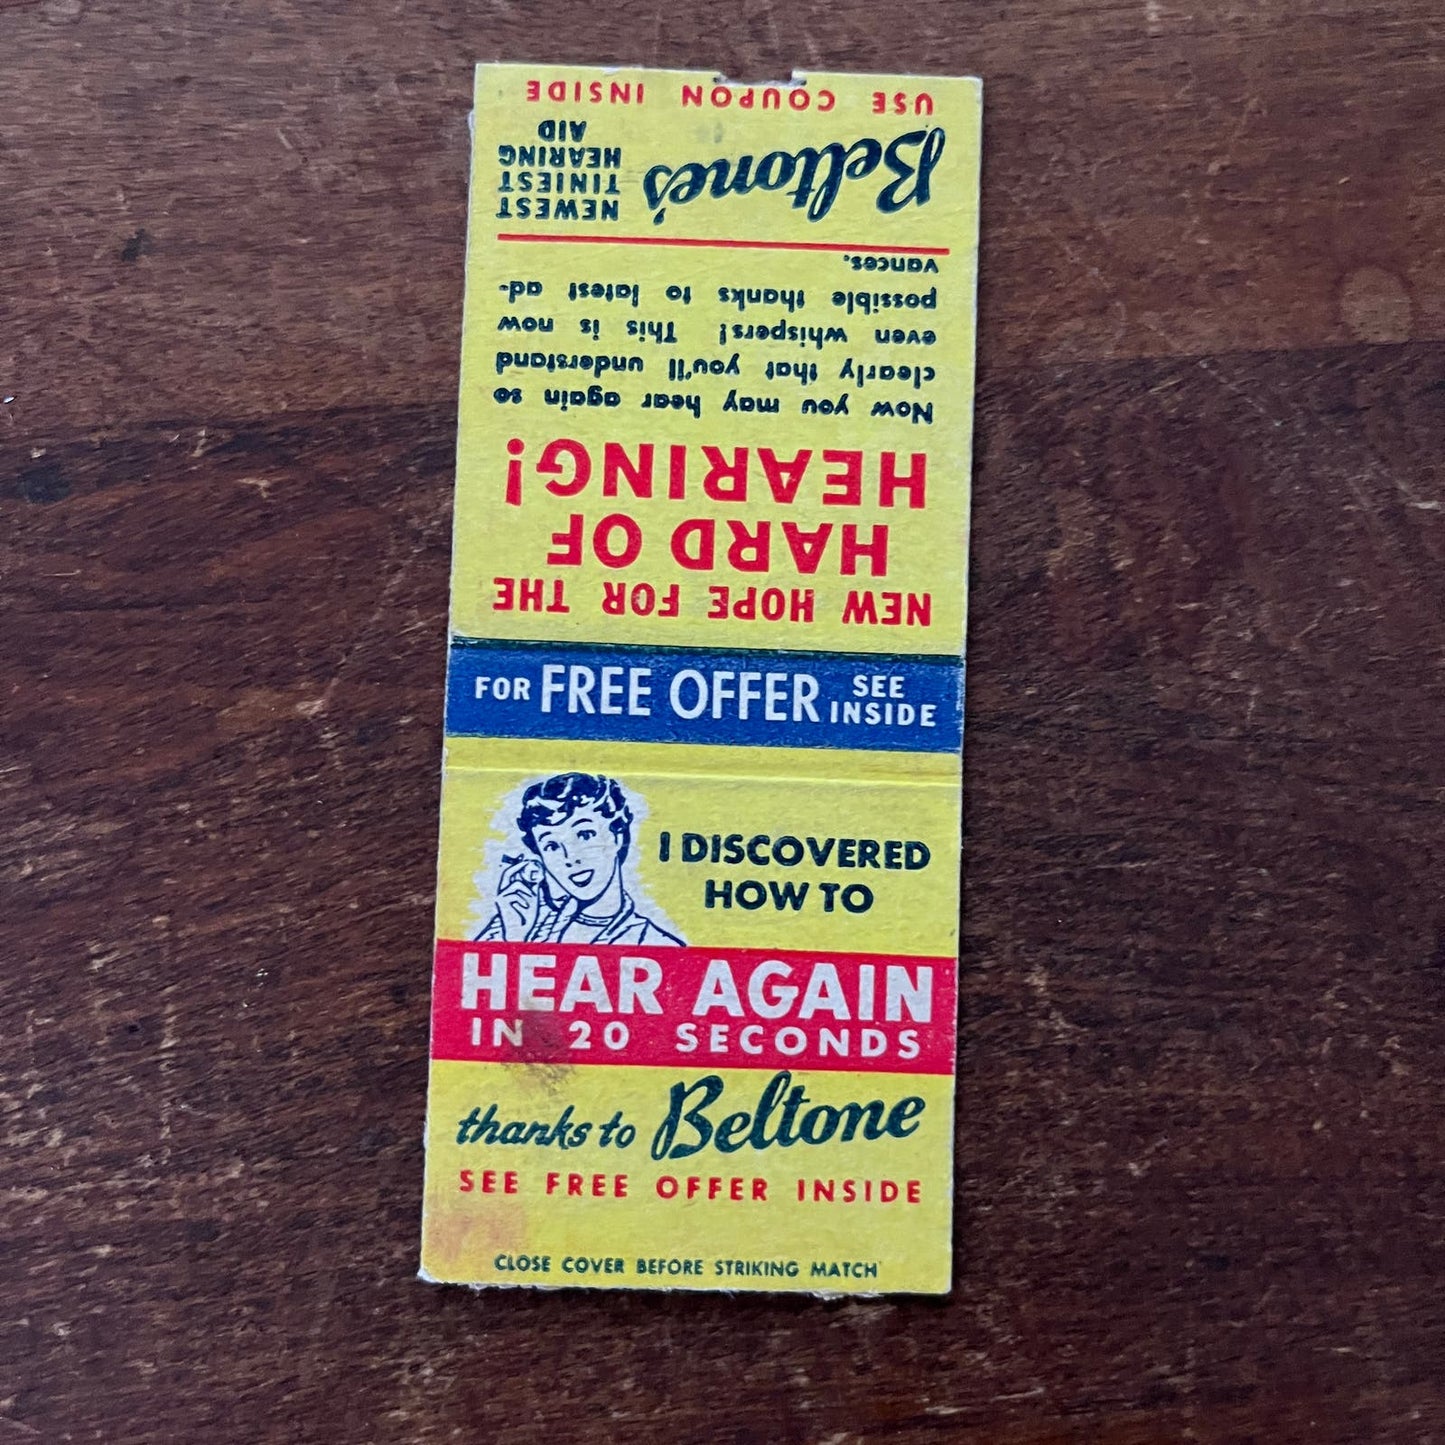 NEW HOPE FOR THE
HARD OF
HEARING!
Now you may hear again so
clearly that you'll understand
even whispers! This is now
possible thanks to latest ad-
vances.
Beltone's
NEWEST
TINIEST
HEARING
AID
USE COUPON INSIDE
FOR FREE OFFER SEE
INSIDE
I DISCOVERED
HOW TO
HEAR AGAIN
IN 20 SECONDS
thanks to Beltone
SEE FREE OFFER INSIDE
CLOSE COVER BEFORE STRIKING MATCH